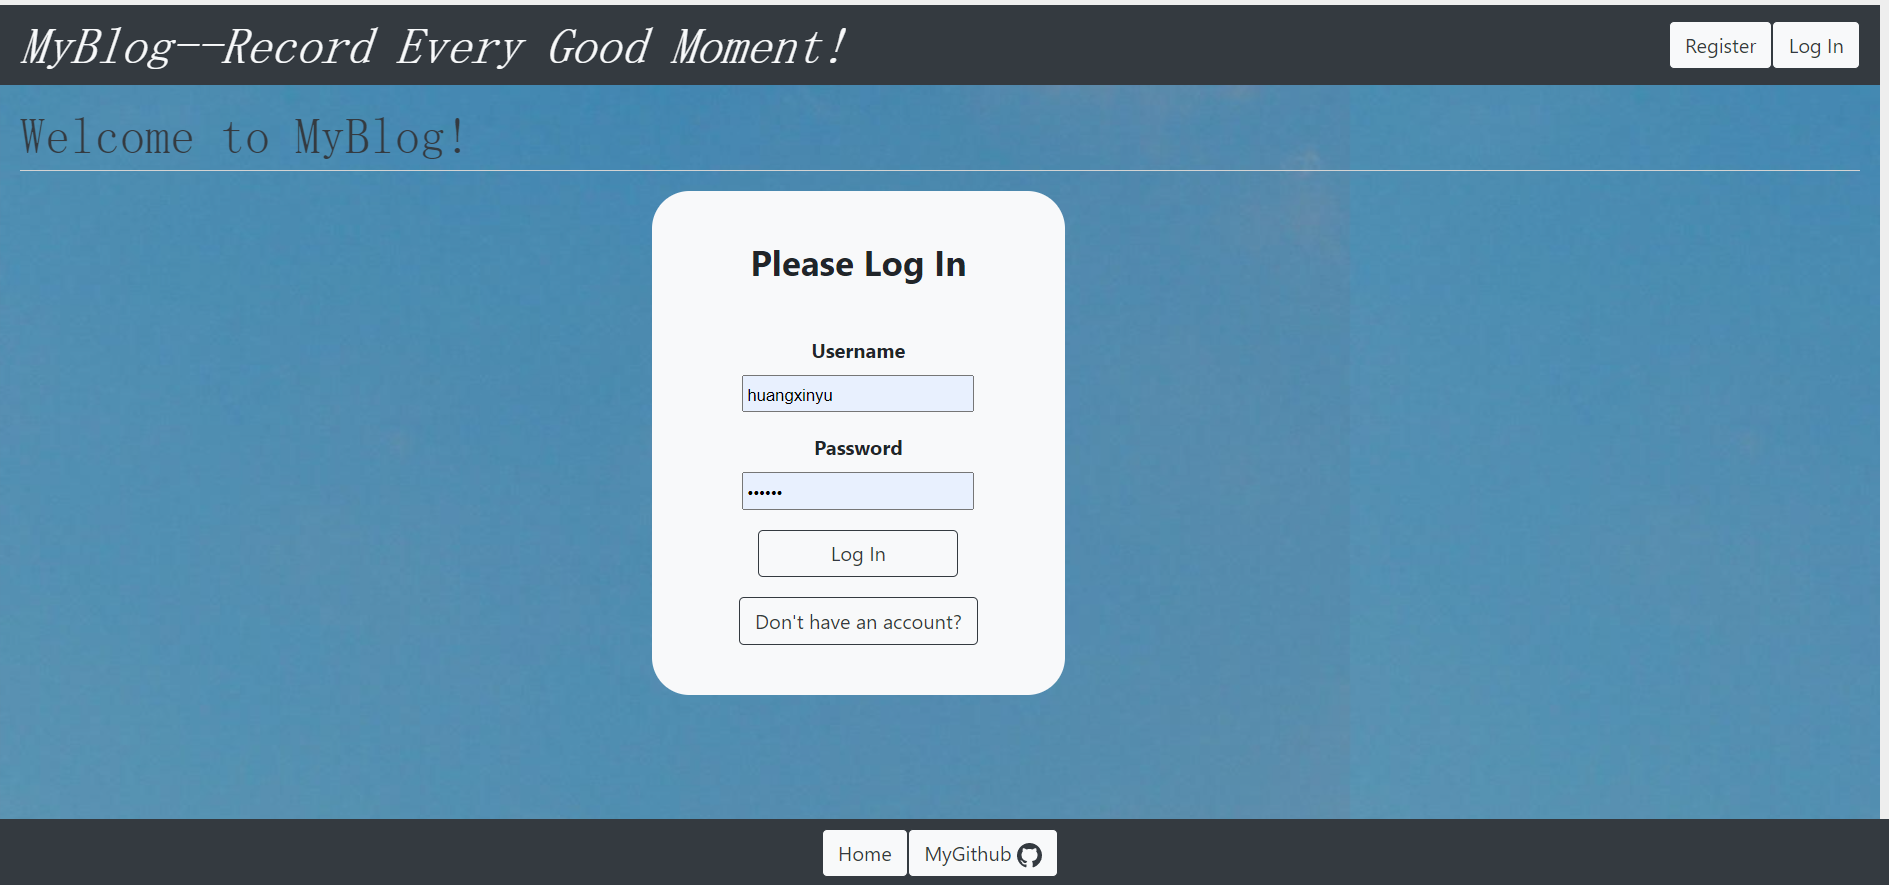 MyBlog--Record Every Good Moment!
Register Log In
Welcome to MyBlog!
Please Log In
Username
huangxinyu
Password
••••••
Log In
Don't have an account?
Home MyGithub